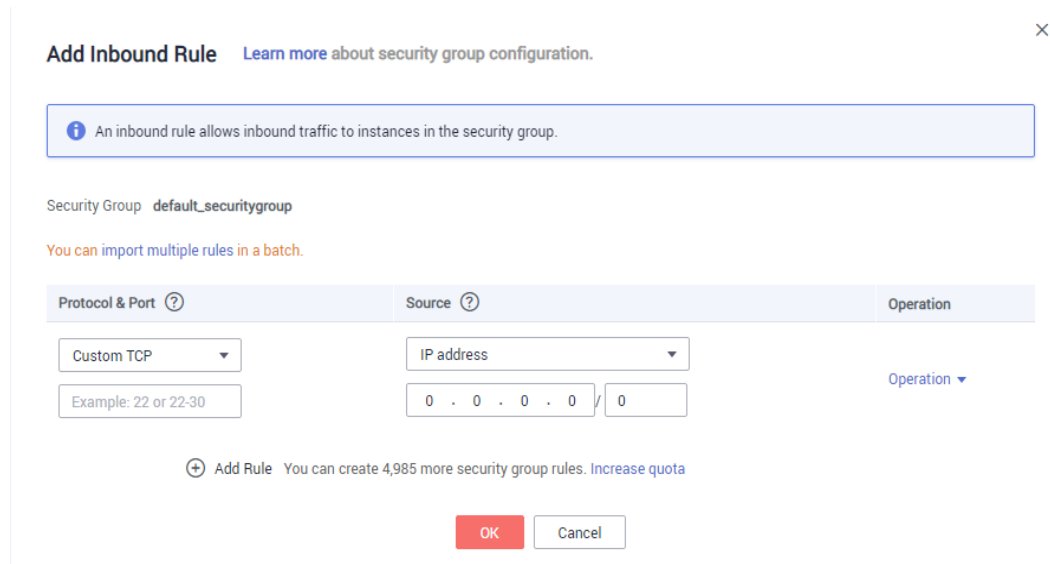 Add Inbound Rule Learn more about security group configuration.
An inbound rule allows inbound traffic to instances in the security group.
Security Group default_securitygroup
You can import multiple rules in a batch.
Protocol & Port ? Source ? Operation
Custom TCP IP address
Operation
Example: 22 or 22-30 0 . 0 . 0 . 0 / 0
Add Rule You can create 4,985 more security group rules. Increase quota
OK Cancel